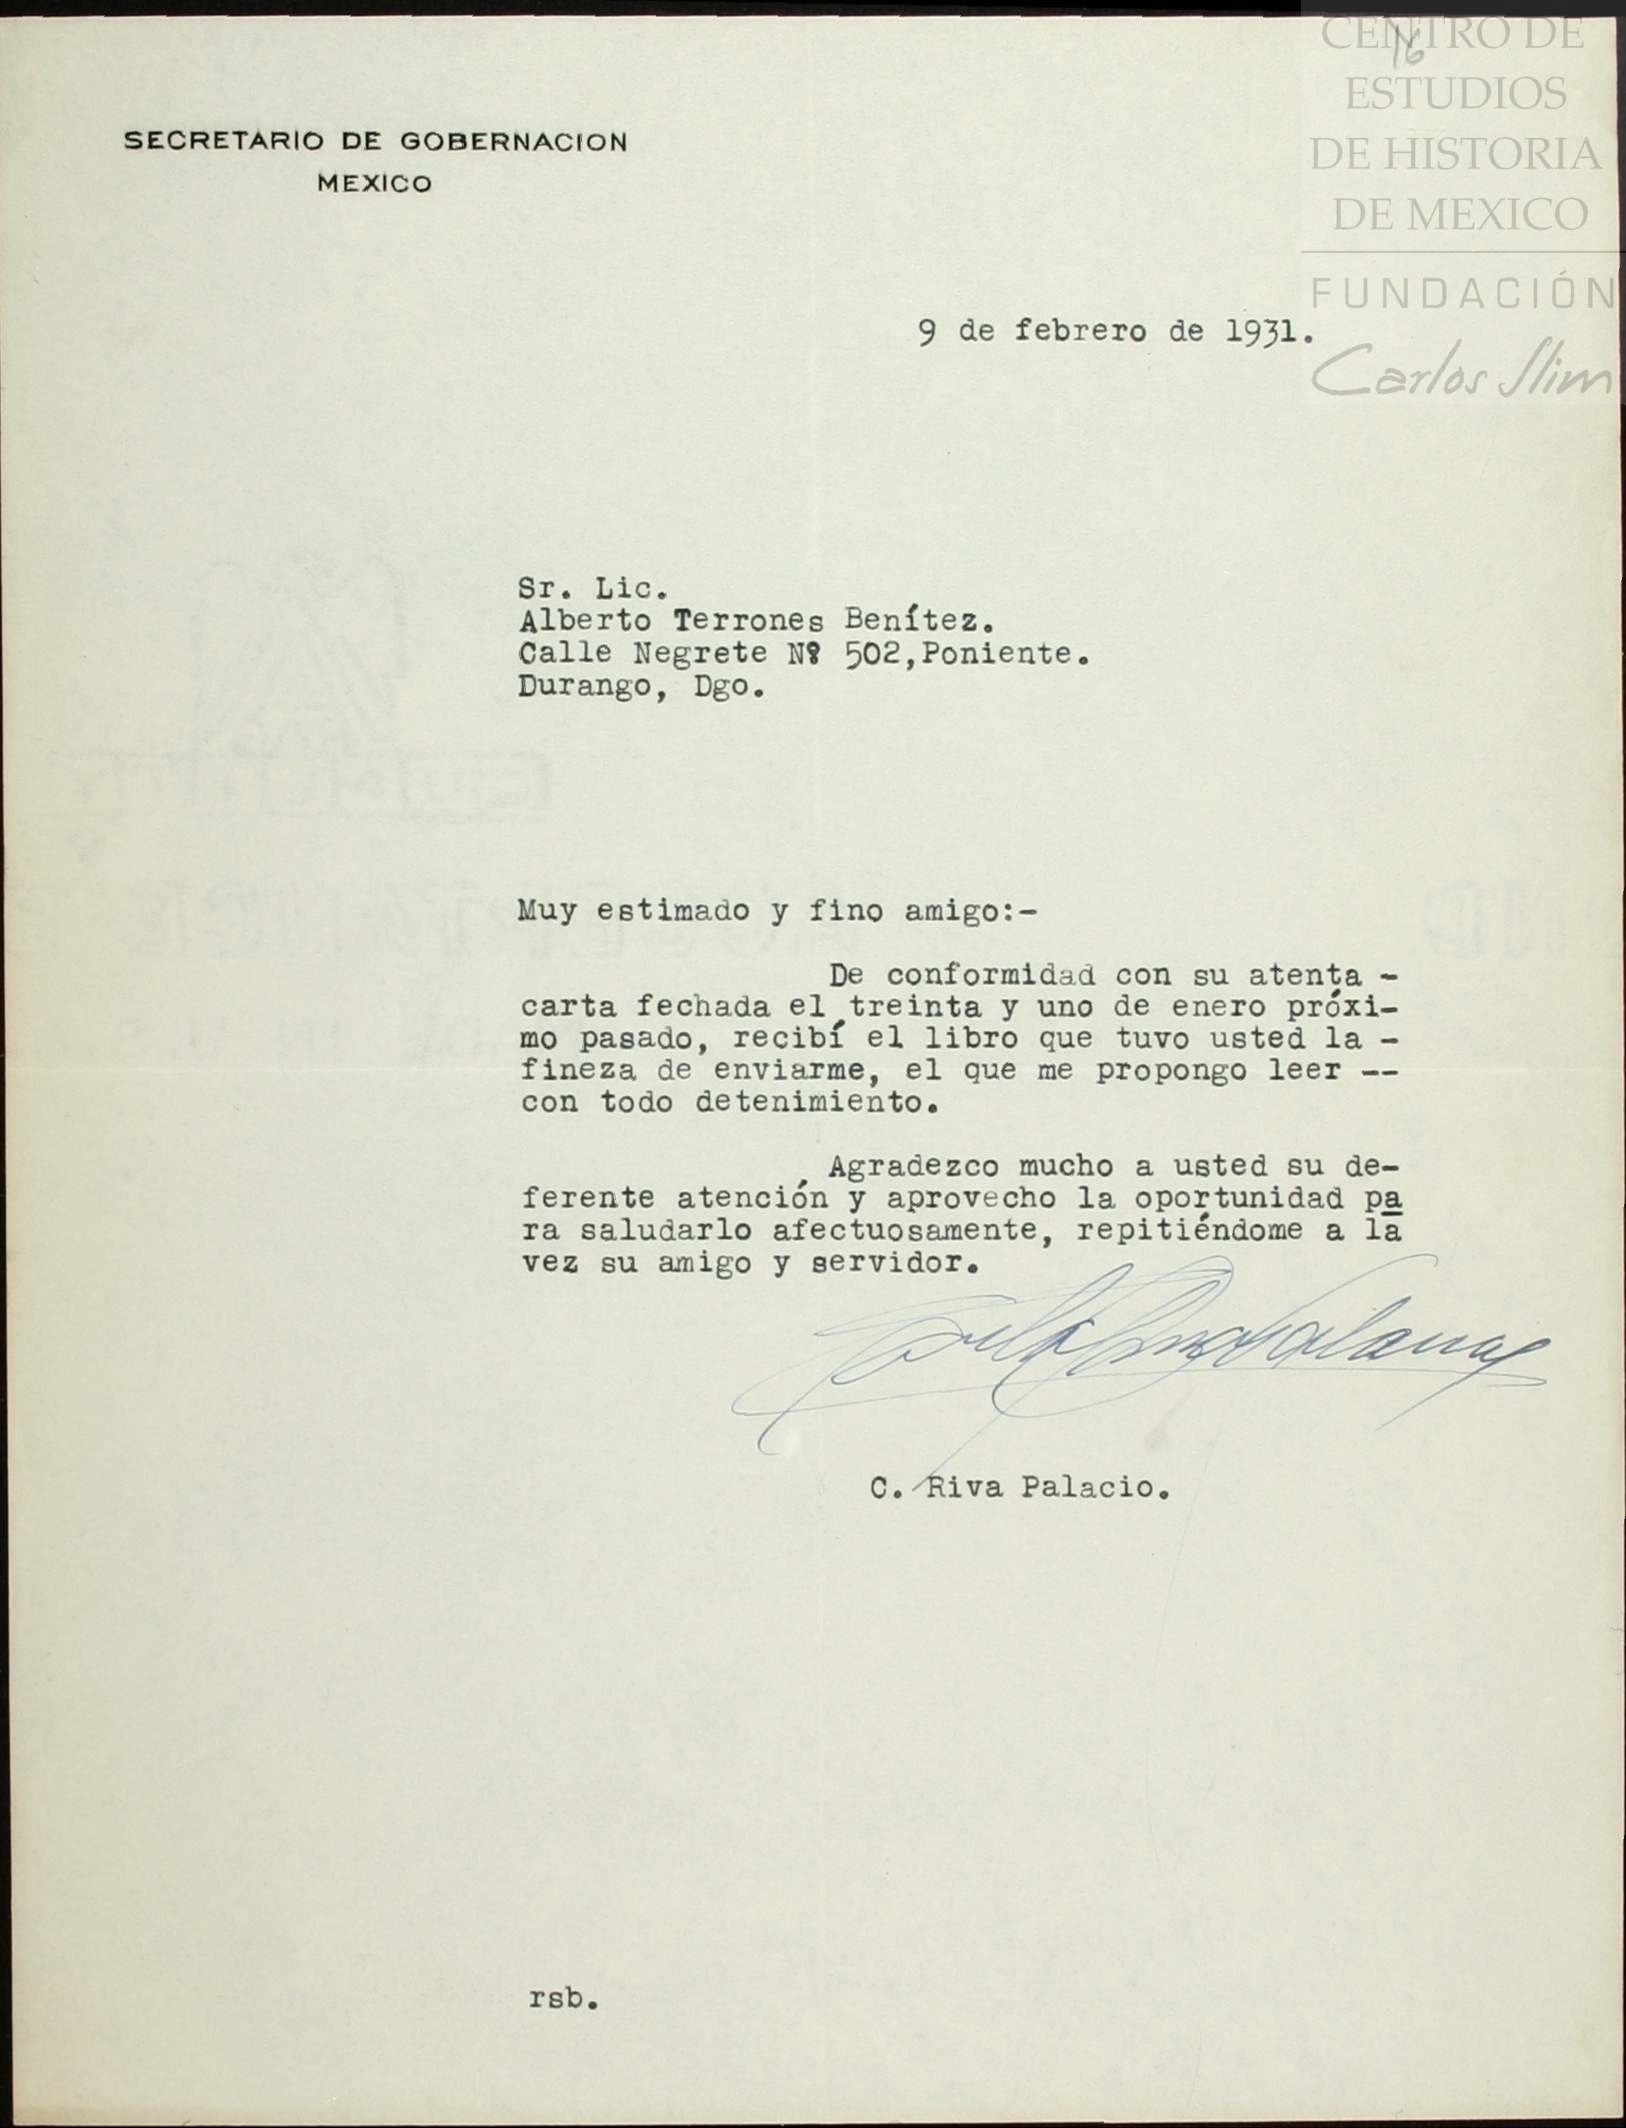 CENTRO DE
16
ESTUDIOS
DE HISTORIA
DE MEXICO
FUNDACIÓN
Carlos Slim
SECRETARIO DE GOBERNACION
MEXICO
9 de febrero de 1931.
Sr. Lic.
Alberto Terrones Benítez.
Calle Negrete Nº 502,Poniente.
Durango, Dgo.
Muy estimado y fino amigo:-
De conformidad con su atenta -
carta fechada el treinta y uno de enero próxi-
mo pasado, recibí el libro que tuvo usted la -
fineza de enviarme, el que me propongo leer --
con todo detenimiento.
Agradezco mucho a usted su de-
ferente atención y aprovecho la oportunidad pa
ra saludarlo afectuosamente, repitiéndome a la
vez su amigo y servidor.
C. Riva Palacio.
rsb.